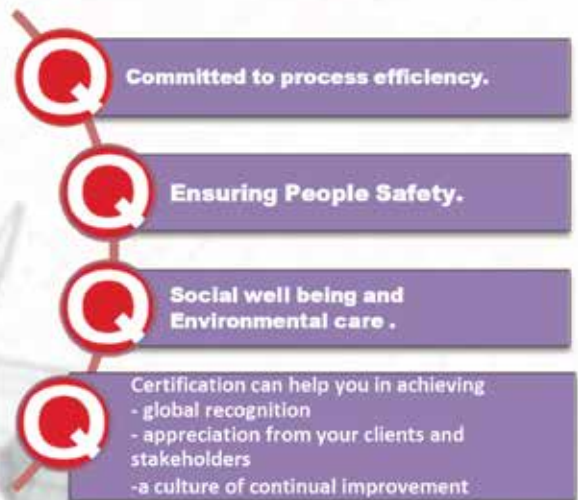 Q
Committed to process efficiency.
Q
Ensuring People Safety.
Q
Social well being and
Environmental care .
Q
Certification can help you in achieving
- global recognition
- appreciation from your clients and
stakeholders
-a culture of continual improvement